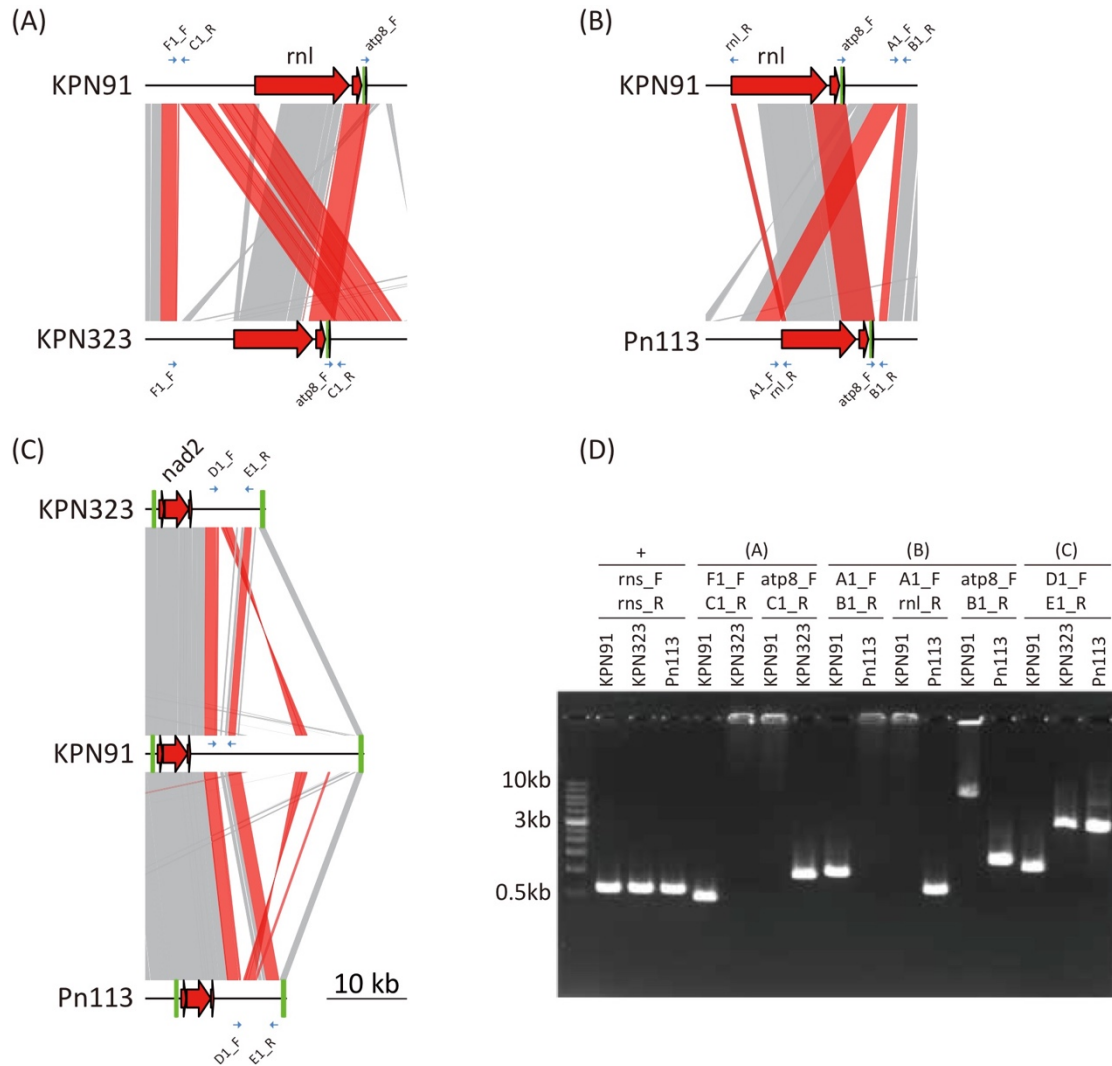 (A)
F1_F C1_R atp8_F
rnl
KPN91
KPN323
F1_F atp8_F C1_R
(B)
rnl_R atp8_F A1_F B1_R
rnl
KPN91
Pn113
A1_F rnl_R atp8_F B1_R
(C)
nad2 D1_F E1_R
KPN323
KPN91
Pn113
10 kb
D1_F E1_R
(D)
+ (A) (B) (C)
rns_F F1_F atp8_F A1_F A1_F atp8_F D1_F
rns_R C1_R C1_R B1_R rnl_R B1_R E1_R
KPN91 KPN323 Pn113 KPN91 KPN323 KPN91 KPN323 KPN91 Pn113 KPN91 Pn113 KPN91 Pn113 KPN91 KPN323 Pn113
10kb
3kb
0.5kb